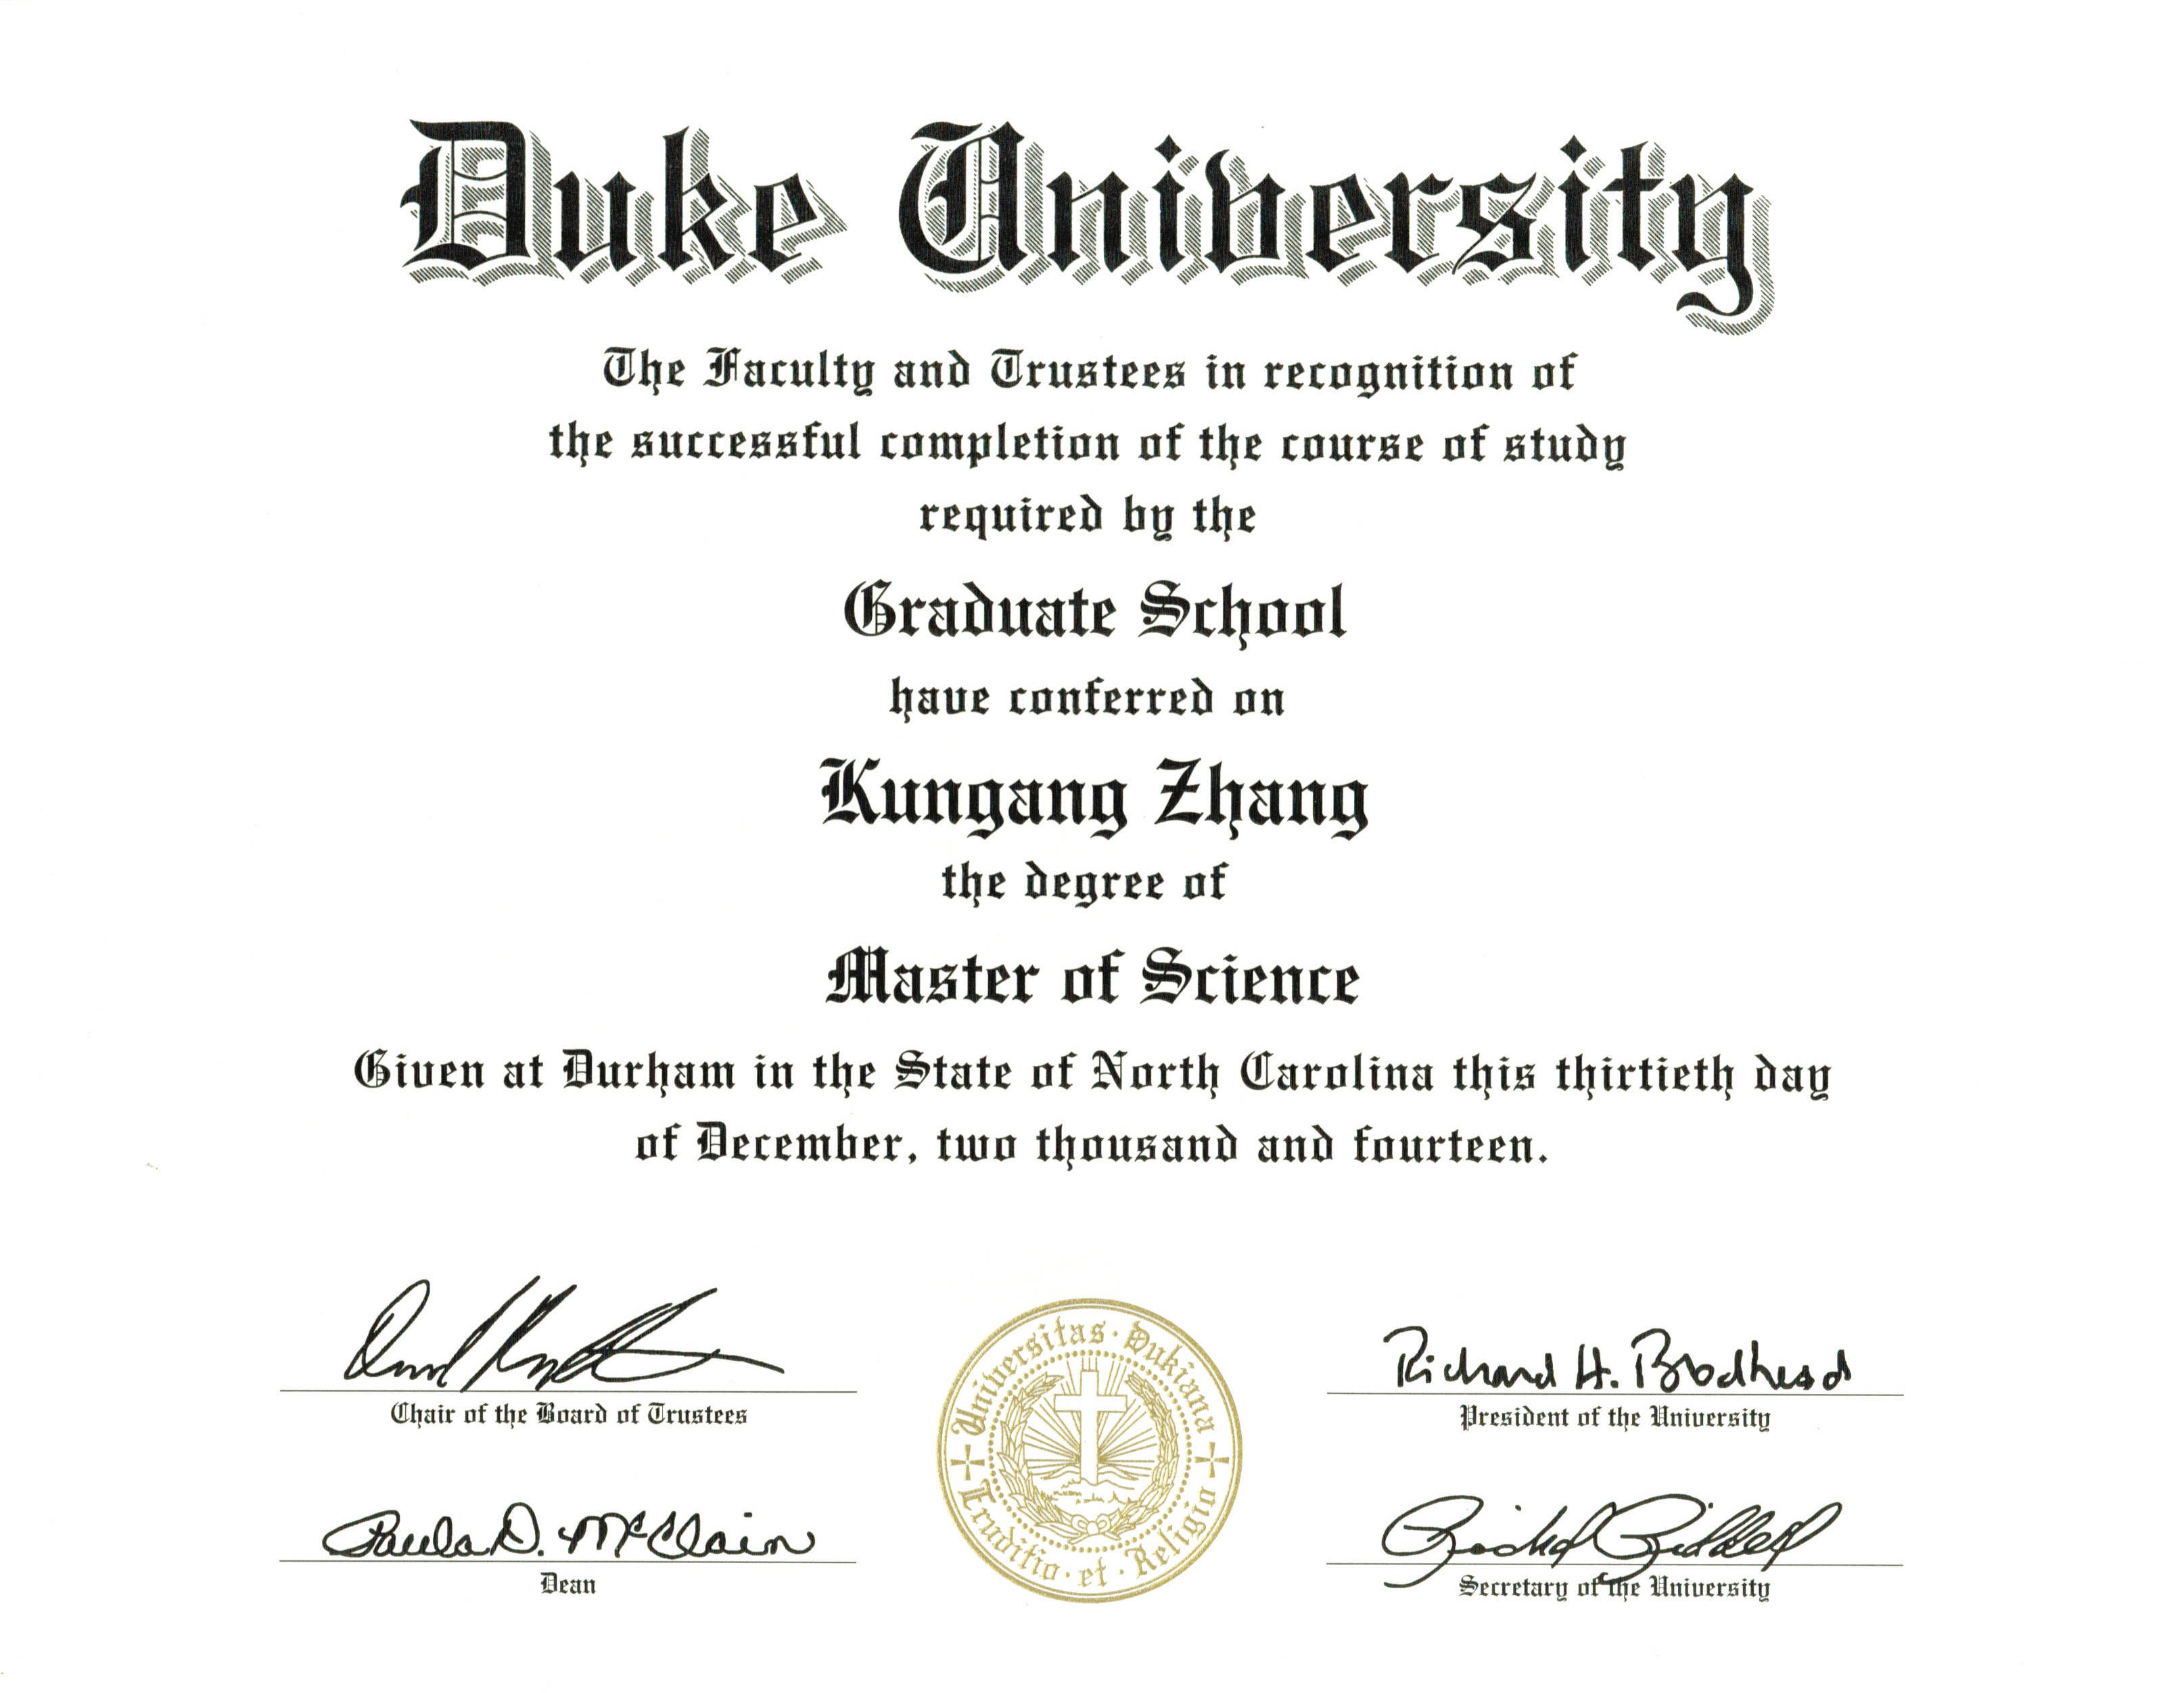 Duke University
The Faculty and Trustees in recognition of
the successful completion of the course of study
required by the
Graduate School
have conferred on
Kungang Zhang
the degree of
Master of Science
Given at Durham in the State of North Carolina this thirtieth day
of December, two thousand and fourteen.
Chair of the Board of Trustees
Richard H. Brodhead
President of the University
Paula D. McClain
Dean
Secretary of the University
Universitas · Dukiana
Eruditio · et · Religio